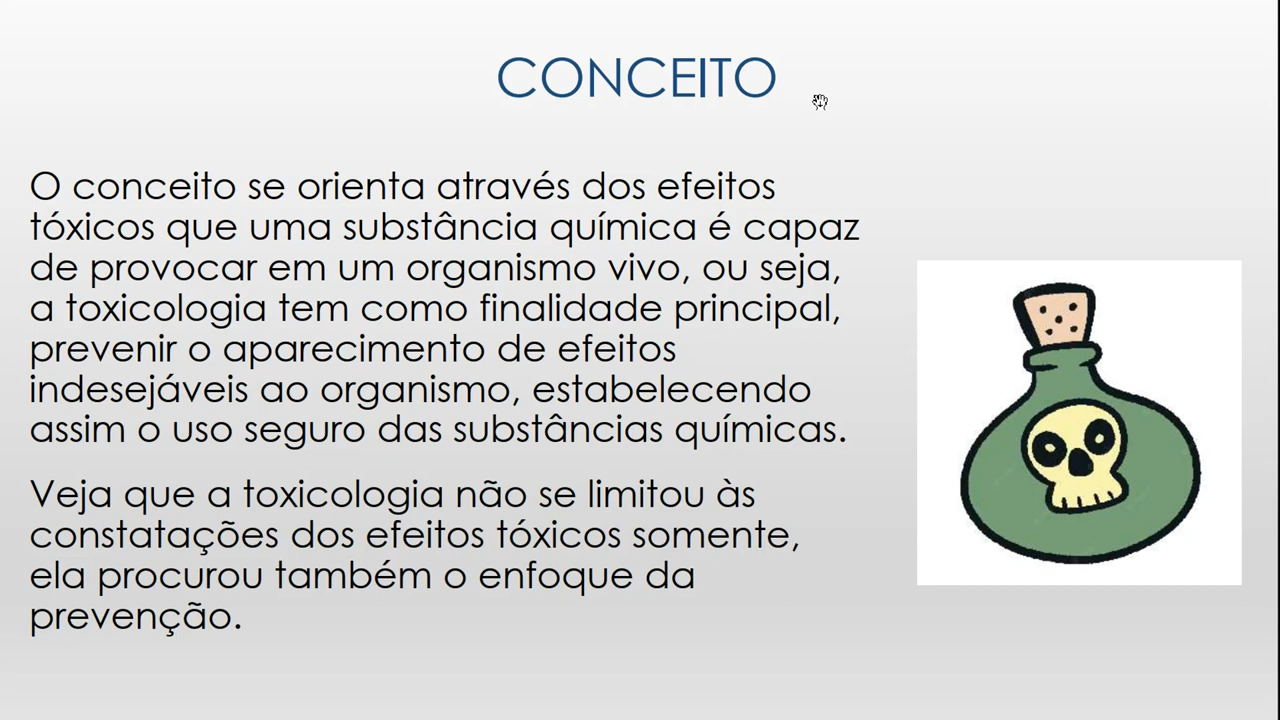 CONCEITO
O conceito se orienta através dos efeitos
tóxicos que uma substância química é capaz
de provocar em um organismo vivo, ou seja,
a toxicologia tem como finalidade principal,
prevenir o aparecimento de efeitos
indesejáveis ao organismo, estabelecendo
assim o uso seguro das substâncias químicas.
Veja que a toxicologia não se limitou às
constatações dos efeitos tóxicos somente,
ela procurou também o enfoque da
prevenção.